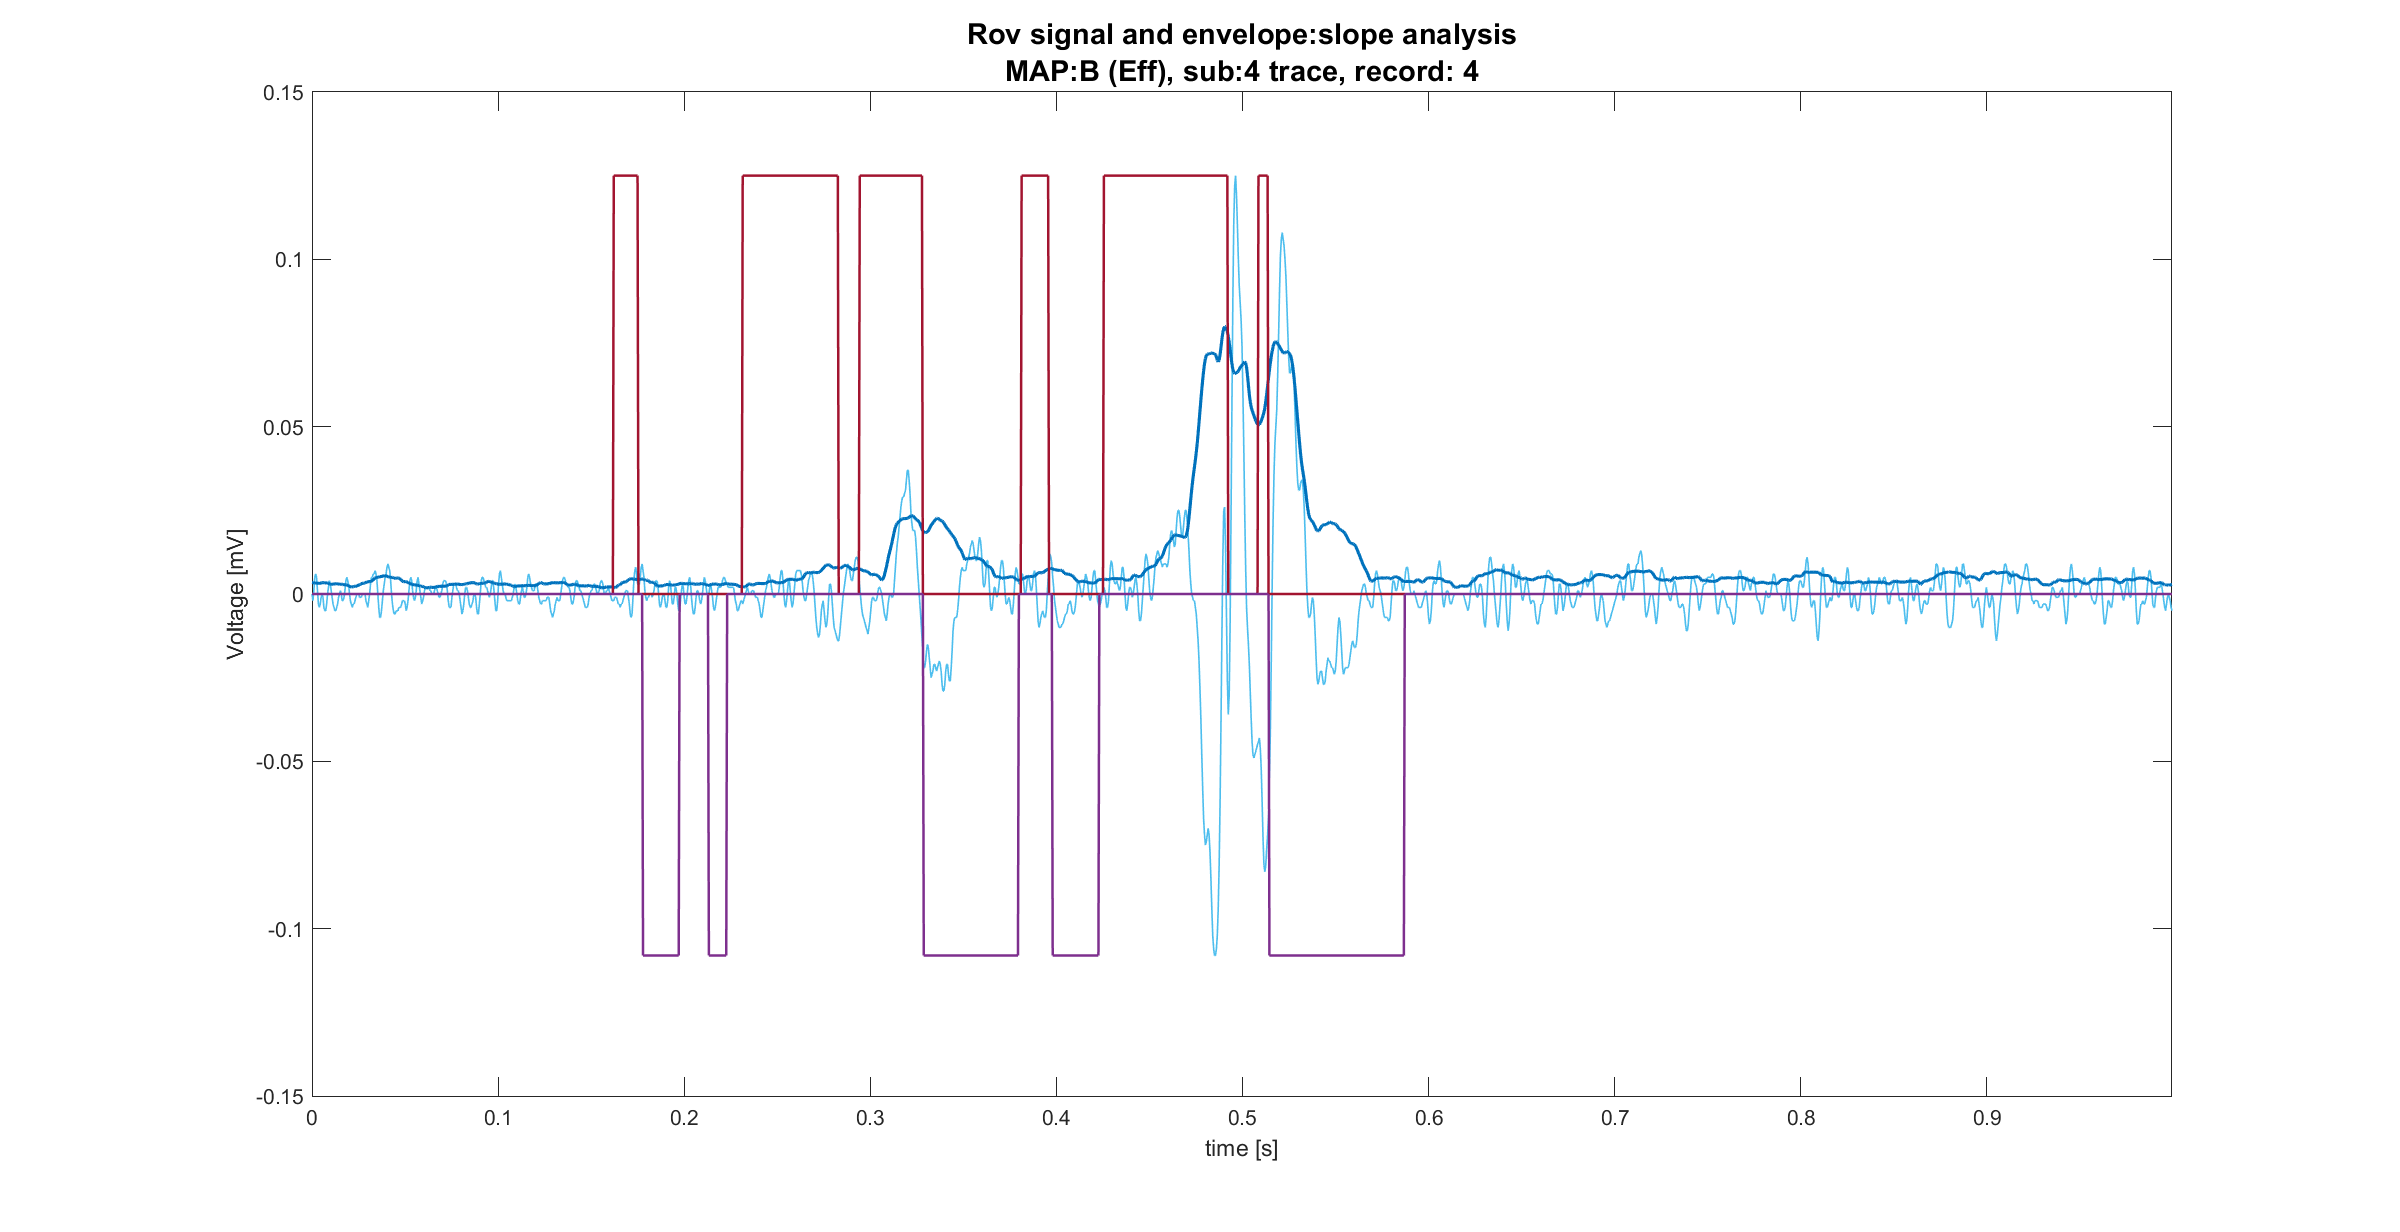 Rov signal and envelope:slope analysis
MAP:B (Eff), sub:4 trace, record: 4
0.15
0.1
0.05
0
-0.05
-0.1
-0.15
Voltage [mV]
0 0.1 0.2 0.3 0.4 0.5 0.6 0.7 0.8 0.9
time [s]